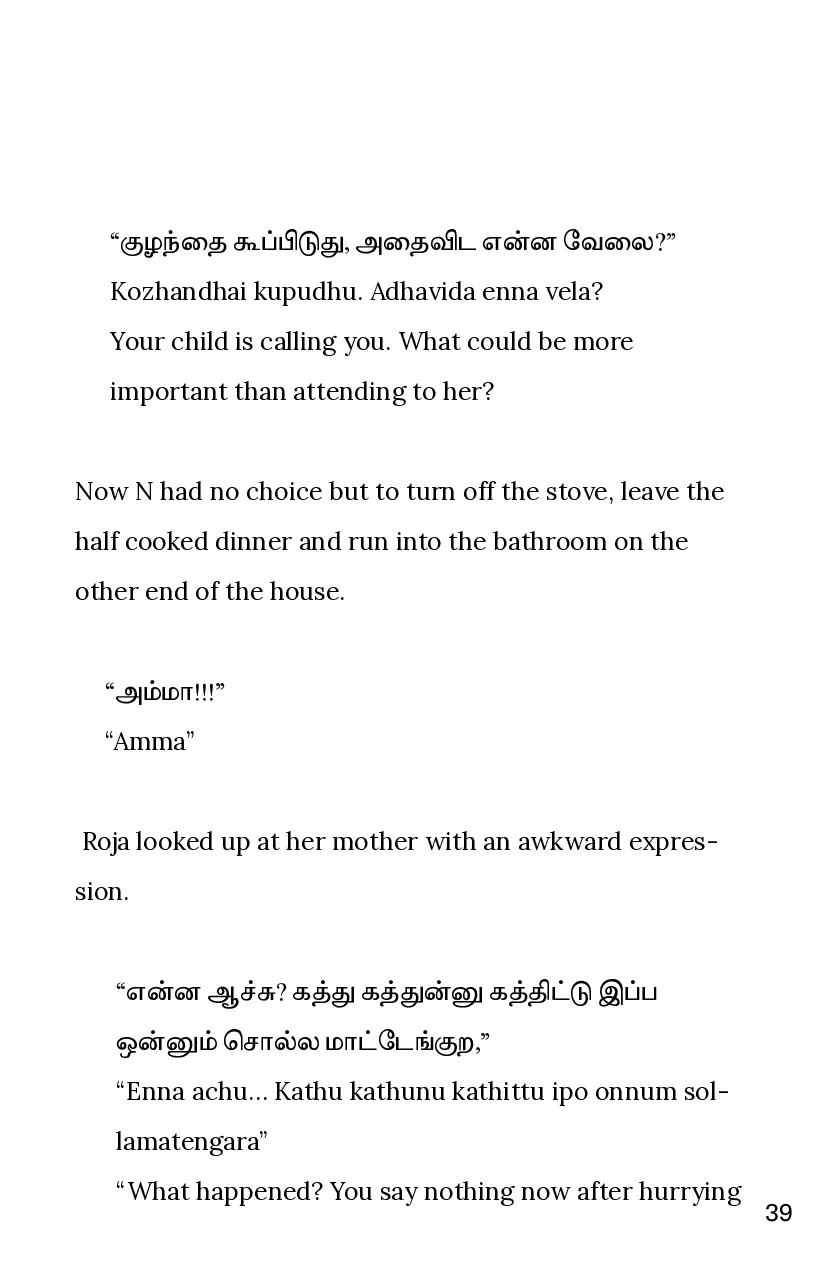 “குழந்தை கூப்பிடுது, அதைவிட என்ன வேலை?”
Kozhandhai kupudhu. Adhavida enna vela?
Your child is calling you. What could be more
important than attending to her?
Now N had no choice but to turn off the stove, leave the
half cooked dinner and run into the bathroom on the
other end of the house.
“அம்மா!!!”
“Amma”
Roja looked up at her mother with an awkward expres-
sion.
“என்ன ஆச்சு? கத்து கத்துன்னு கத்திட்டு இப்ப
ஒன்னும் சொல்ல மாட்டேங்குற,”
“Enna achu... Kathu kathunu kathittu ipo onnum sol-
lamatengara”
“What happened? You say nothing now after hurrying
39